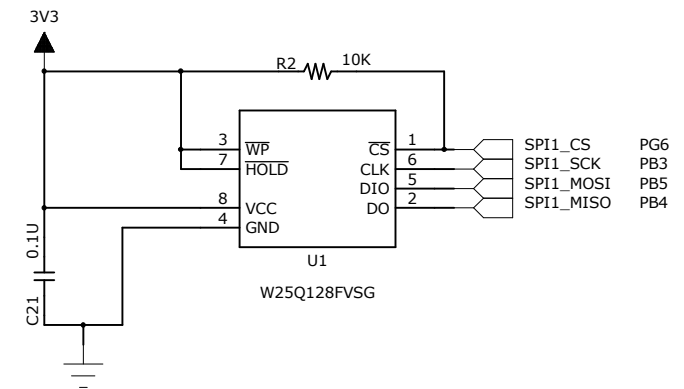 3V3
R2 10K
3 WP CS 1 SPI1_CS PG6
7 HOLD CLK 6 SPI1_SCK PB3
DIO 5 SPI1_MOSI PB5
8 VCC DO 2 SPI1_MISO PB4
4 GND
0.1U
C21
U1
W25Q128FVSG